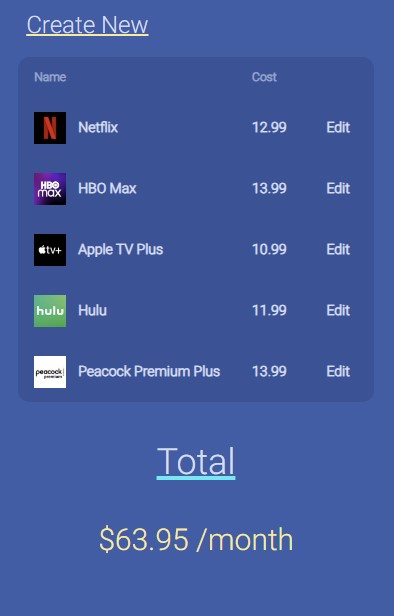 Create New
Name Cost
N Netflix 12.99 Edit
HBO max HBO Max 13.99 Edit
tv+ Apple TV Plus 10.99 Edit
hulu Hulu 11.99 Edit
peacock premium Peacock Premium Plus 13.99 Edit
Total
$63.95 /month